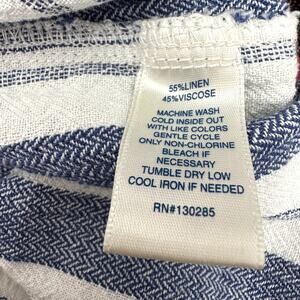 55%LINEN
45%VISCOSE
MACHINE WASH
COLD INSIDE OUT
WITH LIKE COLORS
GENTLE CYCLE
ONLY NON-CHLORINE
BLEACH IF
NECESSARY
TUMBLE DRY LOW
COOL IRON IF NEEDED
RN#130285